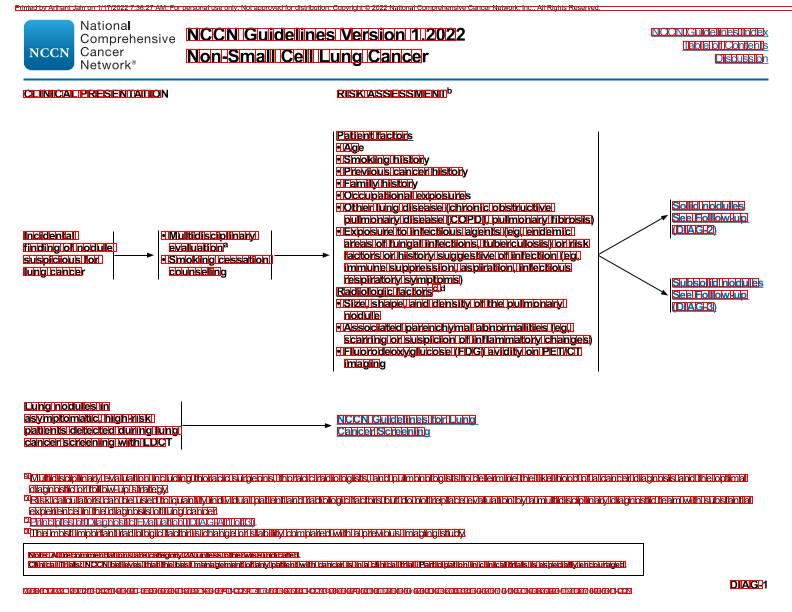 Printed by Arihant Jain on 1/17/2022 7:36:27 AM. For personal use only. Not approved for distribution. Copyright © 2022 National Comprehensive Cancer Network, Inc., All Rights Reserved.
NCCN
National
Comprehensive
Cancer
Network®
NCCN Guidelines Version 1.2022
Non-Small Cell Lung Cancer
NCCN Guidelines Index
Table of Contents
Discussion
CLINICAL PRESENTATION
RISK ASSESSMENTb
Incidental
finding of nodule
suspicious for
lung cancer
• Multidisciplinary
evaluationa
• Smoking cessation
counseling
Patient factors
• Age
• Smoking history
• Previous cancer history
• Family history
• Occupational exposures
• Other lung disease (chronic obstructive
pulmonary disease [COPD], pulmonary fibrosis)
• Exposure to infectious agents (eg, endemic
areas of fungal infections, tuberculosis) or risk
factors or history suggestive of infection (eg,
immune suppression, aspiration, infectious
respiratory symptoms)
Radiologic factorsc,d
• Size, shape, and density of the pulmonary
nodule
• Associated parenchymal abnormalities (eg,
scarring or suspicion of inflammatory changes)
• Fluorodeoxyglucose (FDG) avidity on PET/CT
imaging
Solid nodules
See Follow-up
(DIAG-2)
Subsolid nodules
See Follow-up
(DIAG-3)
Lung nodules in
asymptomatic, high-risk
patients detected during lung
cancer screening with LDCT
NCCN Guidelines for Lung
Cancer Screening
a Multidisciplinary evaluation including thoracic surgeons, thoracic radiologists, and pulmonologists to determine the likelihood of a cancer diagnosis and the optimal
diagnostic or follow-up strategy.
b Risk calculators can be used to quantify individual patient and radiologic factors but do not replace evaluation by a multidisciplinary diagnostic team with substantial
experience in the diagnosis of lung cancer.
c Principles of Diagnostic Evaluation (DIAG-A 1 of 3).
d The most important radiologic factor is change or stability compared with a previous imaging study.
Note: All recommendations are category 2A unless otherwise indicated.
Clinical Trials: NCCN believes that the best management of any patient with cancer is in a clinical trial. Participation in clinical trials is especially encouraged.
DIAG-1